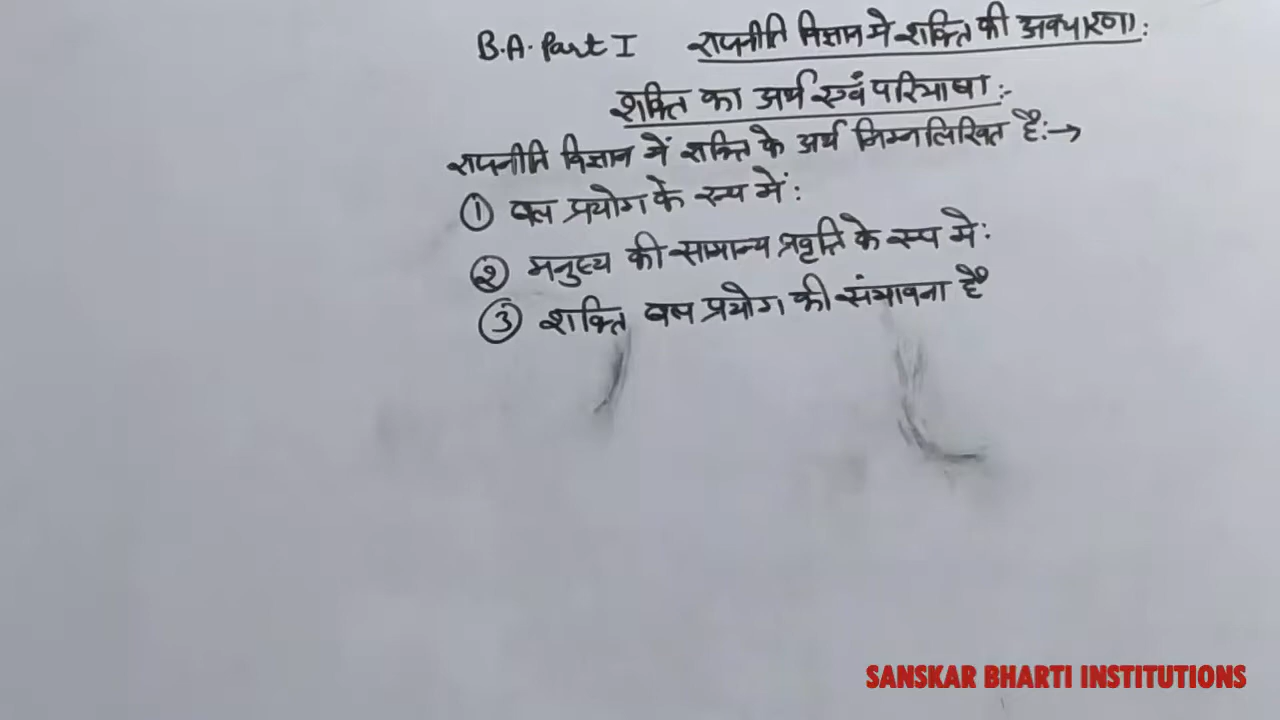 B.A. Part I राजनीति विज्ञान में शक्ति की अवधारणा:
शक्ति का अर्थ एवं परिभाषा :-
राजनीति विज्ञान में शक्ति के अर्थ निम्नलिखित है:→
① बल प्रयोग के रूप में:
② मनुष्य की सामान्य प्रवृति के रूप में:
③ शक्ति बल प्रयोग की संभावना है
SANSKAR BHARTI INSTITUTIONS